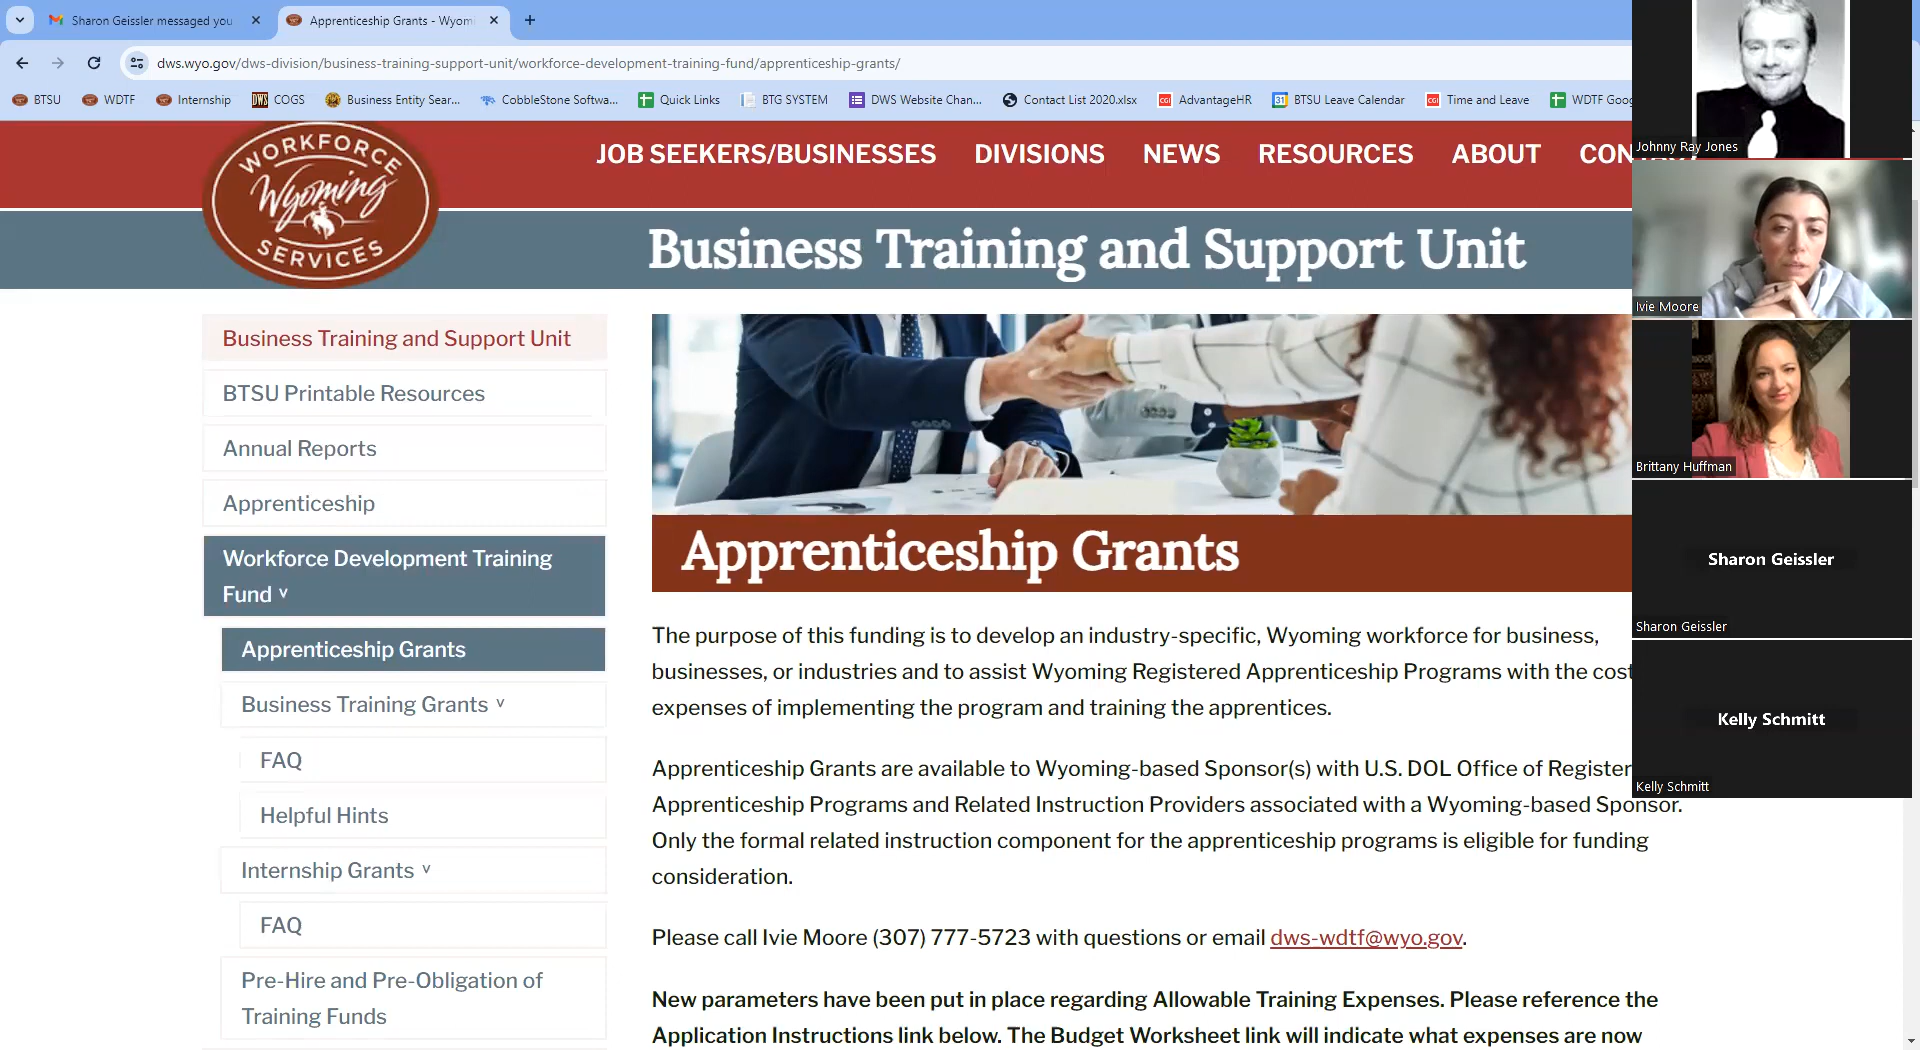 Sharon Geissler messaged you
Apprenticeship Grants - Wyom
dws.wyo.gov/dws-division/business-training-support-unit/workforce-development-training-fund/apprenticeship-grants/
BTSU
WDTF
Internship
DWS
COGS
Business Entity Sear...
CobbleStone Softwa...
Quick Links
BTG SYSTEM
DWS Website Chan...
Contact List 2020.xlsx
CGI
AdvantageHR
31
BTSU Leave Calendar
CGI
Time and Leave
WDTF Goog
WORKFORCE
Wyoming
SERVICES
JOB SEEKERS/BUSINESSES
DIVISIONS
NEWS
RESOURCES
ABOUT
Business Training and Support Unit
Business Training and Support Unit
BTSU Printable Resources
Annual Reports
Apprenticeship
Workforce Development Training
Fund ˅
Apprenticeship Grants
Business Training Grants ˅
FAQ
Helpful Hints
Internship Grants ˅
FAQ
Pre-Hire and Pre-Obligation of
Training Funds
Apprenticeship Grants
The purpose of this funding is to develop an industry-specific, Wyoming workforce for business,
businesses, or industries and to assist Wyoming Registered Apprenticeship Programs with the cost
expenses of implementing the program and training the apprentices.
Apprenticeship Grants are available to Wyoming-based Sponsor(s) with U.S. DOL Office of Register
Apprenticeship Programs and Related Instruction Providers associated with a Wyoming-based Sponsor.
Only the formal related instruction component for the apprenticeship programs is eligible for funding
consideration.
Please call Ivie Moore (307) 777-5723 with questions or email dws-wdtf@wyo.gov.
New parameters have been put in place regarding Allowable Training Expenses. Please reference the
Application Instructions link below. The Budget Worksheet link will indicate what expenses are now
Johnny Ray Jones
Ivie Moore
Brittany Huffman
Sharon Geissler
Sharon Geissler
Kelly Schmitt
Kelly Schmitt